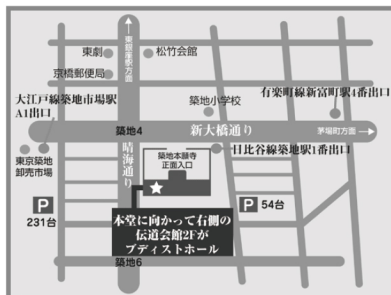 ↑東銀座駅方面
東劇
松竹会館
京橋郵便局
築地小学校
大江戸線築地市場駅
A1出口
有楽町線新富町駅4番出口
築地4
新大橋通り
茅場町方面→
東京築地
卸売市場
晴海通り
築地本願寺
正面入口
日比谷線築地駅1番出口
P
231台
P 54台
本堂に向かって右側の
伝道会館2Fが
ブディストホール
築地6